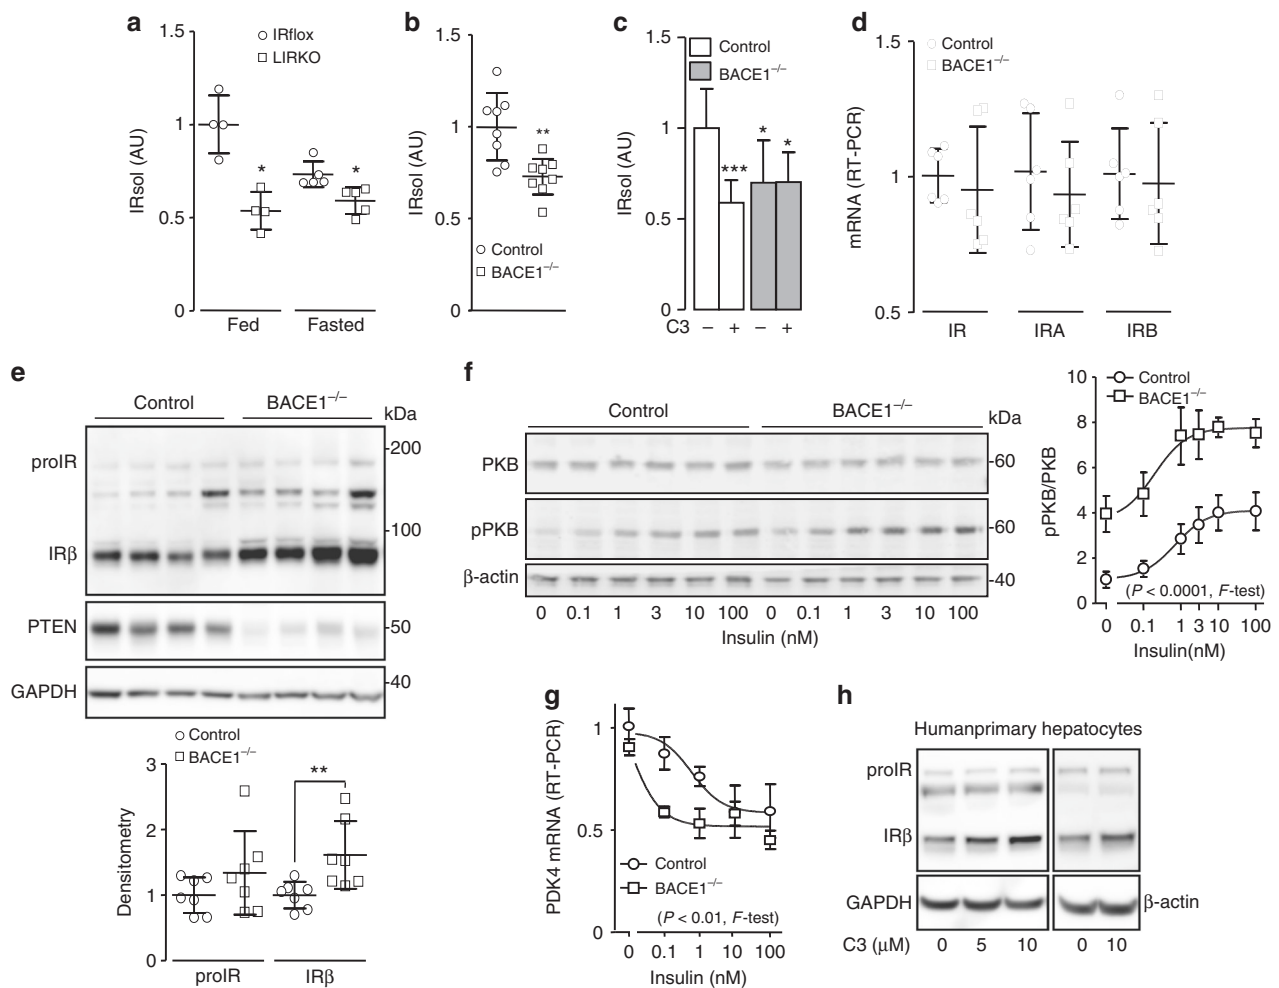 a
1.5
1
0.5
0
IRsol (AU)
IRflox
LIRKO
*
*
Fed
Fasted
b
1.5
1
0.5
0
IRsol (AU)
**
Control
BACE1–/–
c
1.5
1
0.5
0
IRsol (AU)
Control
BACE1–/–
***
*
*
C3 – + – +
d
1.5
1
0.5
mRNA (RT-PCR)
Control
BACE1–/–
IR
IRA
IRB
e
Control
BACE1–/–
kDa
proIR
-200
-100
IRβ
PTEN
-50
GAPDH
-40
Control
BACE1–/–
3
2
1
0
Densitometry
**
proIR
IRβ
f
Control
BACE1–/–
kDa
PKB
-60
pPKB
-60
β-actin
-40
0 0.1 1 3 10 100 0 0.1 1 3 10 100
Insulin (nM)
10
8
6
4
2
0
pPKB/PKB
Control
BACE1–/–
(P < 0.0001, F-test)
0 0.1 1 3 10 100
Insulin(nM)
g
1
0.5
0
PDK4 mRNA (RT-PCR)
Control
BACE1–/–
(P < 0.01, F-test)
0 0.1 1 10 100
Insulin (nM)
h
Humanprimary hepatocytes
proIR
IRβ
GAPDH
β-actin
C3 (μM) 0 5 10 0 10